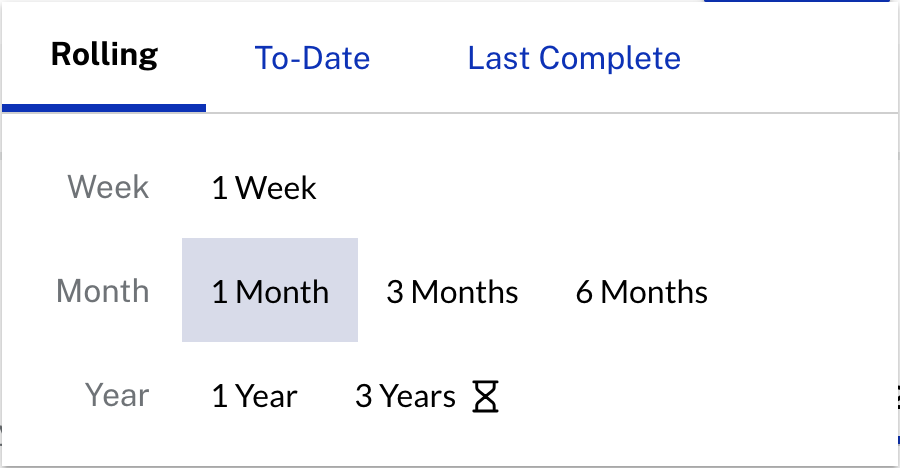 Rolling To-Date Last Complete
Week 1 Week
Month 1 Month 3 Months 6 Months
Year 1 Year 3 Years